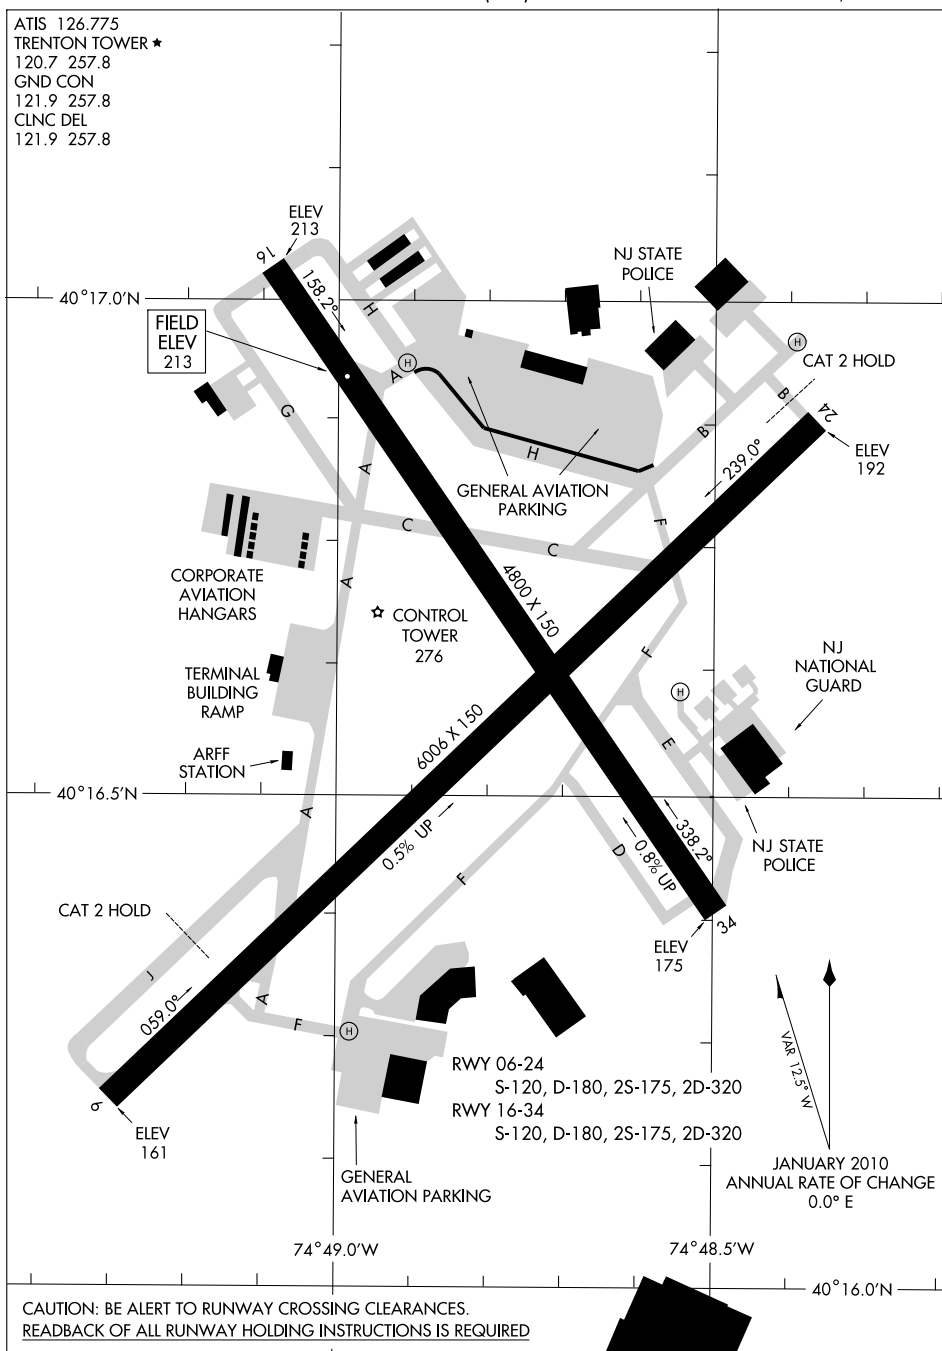 ATIS 126.775
TRENTON TOWER ★
120.7 257.8
GND CON
121.9 257.8
CLNC DEL
121.9 257.8
ELEV
213
16
158.2°
NJ STATE
POLICE
40°17.0'N
FIELD
ELEV
213
H
H
A
H
CAT 2 HOLD
B
24
G
B
H
239.0°
ELEV
192
A
GENERAL AVIATION
PARKING
F
C
C
CORPORATE
AVIATION
HANGARS
A
4800 X 150
CONTROL
TOWER
276
F
NJ
NATIONAL
GUARD
TERMINAL
BUILDING
RAMP
H
6006 X 150
E
ARFF
STATION
40°16.5'N
A
0.5% UP
338.2°
0.8% UP
D
NJ STATE
POLICE
F
CAT 2 HOLD
34
ELEV
175
J
059.0°
A
F
H
VAR 12.5° W
RWY 06-24
S-120, D-180, 2S-175, 2D-320
RWY 16-34
S-120, D-180, 2S-175, 2D-320
6
ELEV
161
GENERAL
AVIATION PARKING
JANUARY 2010
ANNUAL RATE OF CHANGE
0.0° E
74°49.0'W
74°48.5'W
40°16.0'N
CAUTION: BE ALERT TO RUNWAY CROSSING CLEARANCES.
READBACK OF ALL RUNWAY HOLDING INSTRUCTIONS IS REQUIRED